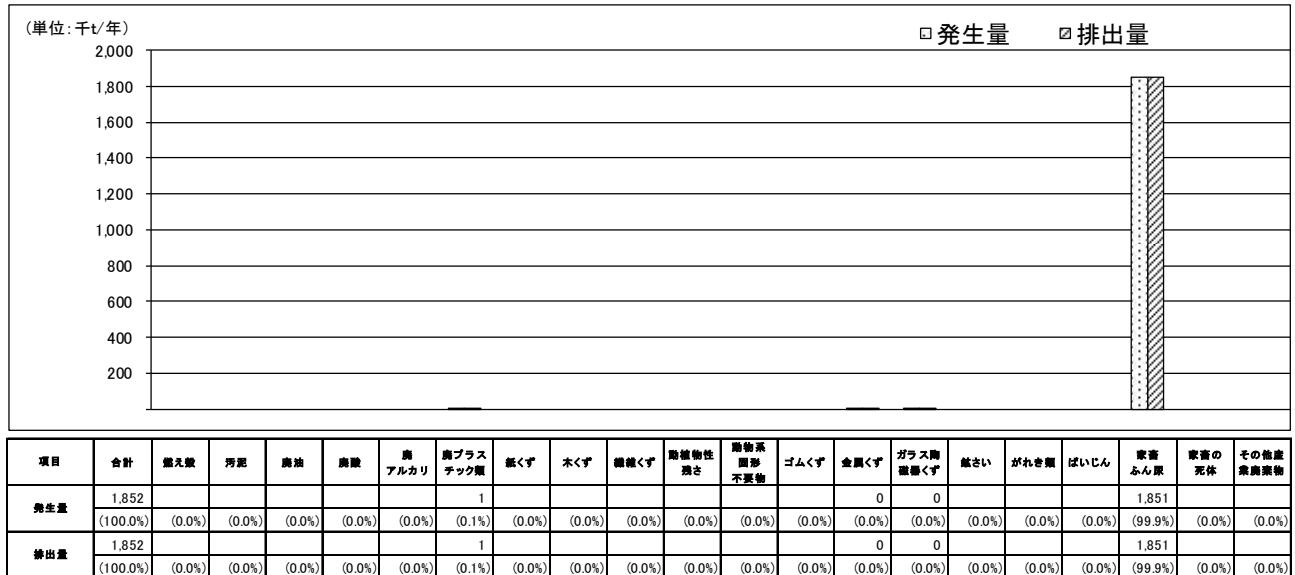 (単位:千t/年)
発生量 排出量
2,000
1,800
1,600
1,400
1,200
1,000
800
600
400
200
項目 合計 燃え殻 汚泥 廃油 廃酸 廃アルカリ 廃プラスチック類 紙くず 木くず 繊維くず 動植物性残さ 動物系固形不要物 ゴムくず 金属くず ガラス陶磁器くず 鉱さい がれき類 ばいじん 家畜ふん尿 家畜の死体 その他産業廃棄物
発生量 1,852 1 0 0 1,851
(100.0%) (0.0%) (0.0%) (0.0%) (0.0%) (0.0%) (0.1%) (0.0%) (0.0%) (0.0%) (0.0%) (0.0%) (0.0%) (0.0%) (0.0%) (0.0%) (0.0%) (0.0%) (99.9%) (0.0%) (0.0%)
排出量 1,852 1 0 0 1,851
(100.0%) (0.0%) (0.0%) (0.0%) (0.0%) (0.0%) (0.1%) (0.0%) (0.0%) (0.0%) (0.0%) (0.0%) (0.0%) (0.0%) (0.0%) (0.0%) (0.0%) (0.0%) (99.9%) (0.0%) (0.0%)